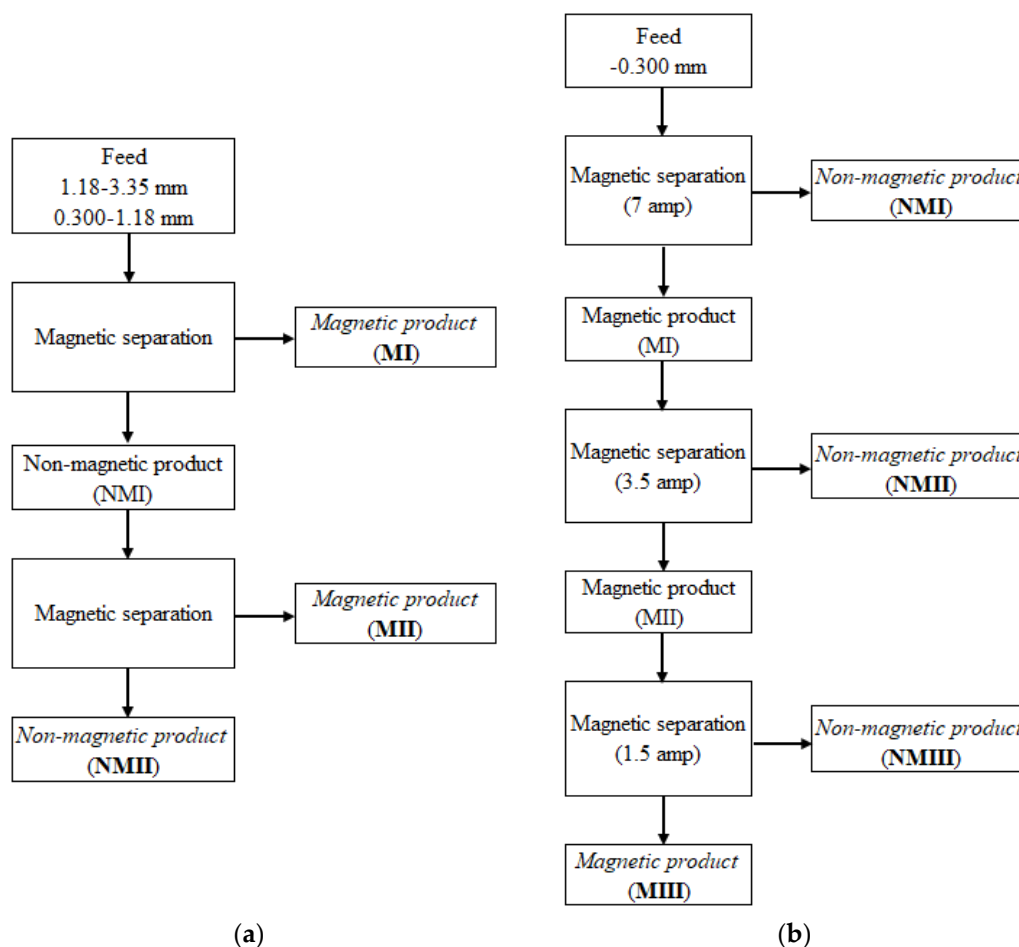 Feed
1.18-3.35 mm
0.300-1.18 mm
Magnetic separation
Magnetic product
(MI)
Non-magnetic product
(NMI)
Magnetic separation
Magnetic product
(MII)
Non-magnetic product
(NMII)
(a)
Feed
-0.300 mm
Magnetic separation
(7 amp)
Non-magnetic product
(NMI)
Magnetic product
(MI)
Magnetic separation
(3.5 amp)
Non-magnetic product
(NMII)
Magnetic product
(MII)
Magnetic separation
(1.5 amp)
Non-magnetic product
(NMIII)
Magnetic product
(MIII)
(b)